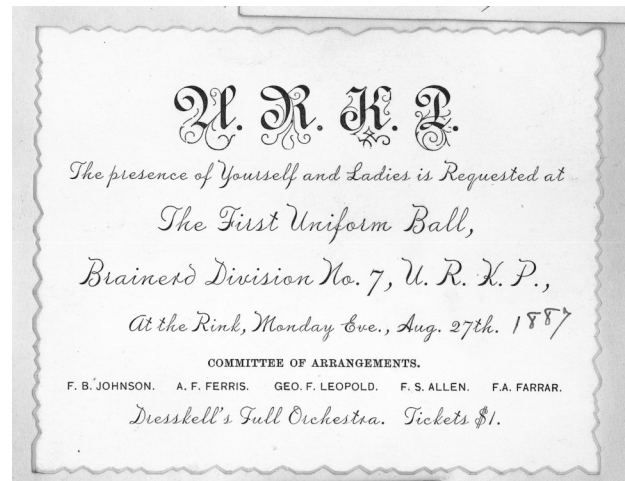 U. R. K. P.
The presence of Yourself and Ladies is Requested at
The First Uniform Ball,
Brainerd Division No. 7, U. R. K. P.,
At the Rink, Monday Eve., Aug. 27th. 1887
COMMITTEE OF ARRANGEMENTS.
F. B. JOHNSON. A. F. FERRIS. GEO. F. LEOPOLD. F. S. ALLEN. F.A. FARRAR.
Dresskell's Full Orchestra. Tickets $1.